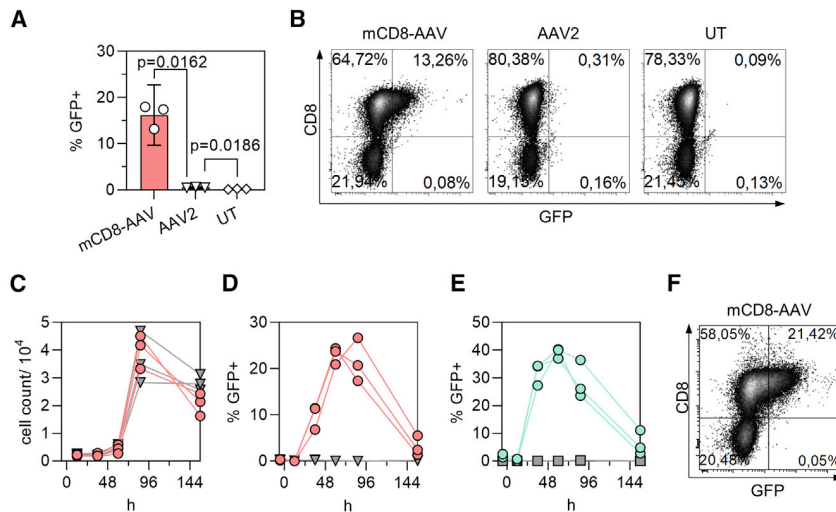 A
% GFP+
30
20
10
0
p=0.0162
p=0.0186
mCD8-AAV
AAV2
UT
B
mCD8-AAV
AAV2
UT
CD8
64,72%
13,26%
21,94%
0,08%
80,38%
0,31%
19,15%
0,16%
78,33%
0,09%
21,45%
0,13%
GFP
C
cell count/ 10⁴
5
4
3
2
1
0
0
48
96
144
h
D
% GFP+
30
20
10
0
0
48
96
144
h
E
% GFP+
50
40
30
20
10
0
0
48
96
144
h
F
mCD8-AAV
CD8
58,05%
21,42%
20,48%
0,05%
GFP